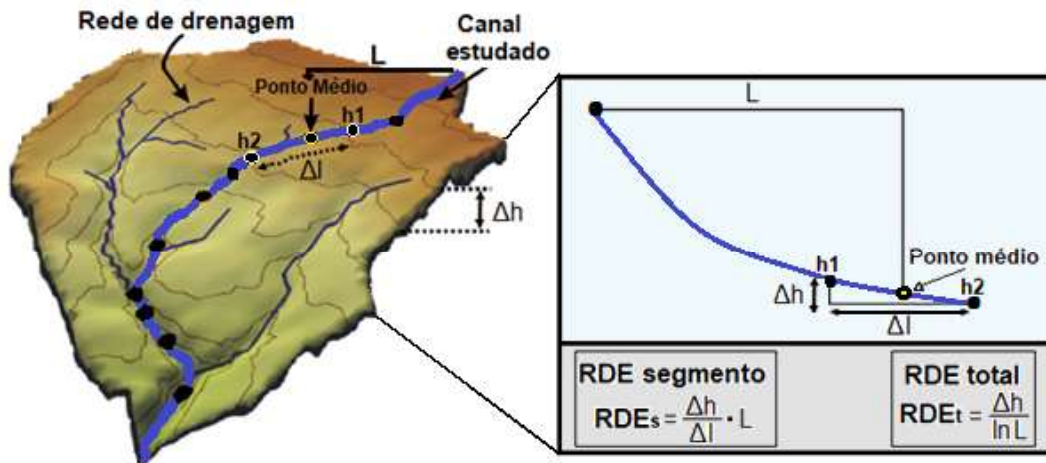 Rede de drenagem
Canal
estudado
L
Ponto Médio
h1
h2
Δl
Δh
L
h1
Ponto médio
h2
Δh
Δl
RDE segmento
RDEs = Δh/Δl · L
RDE total
RDEt = Δh/ln L